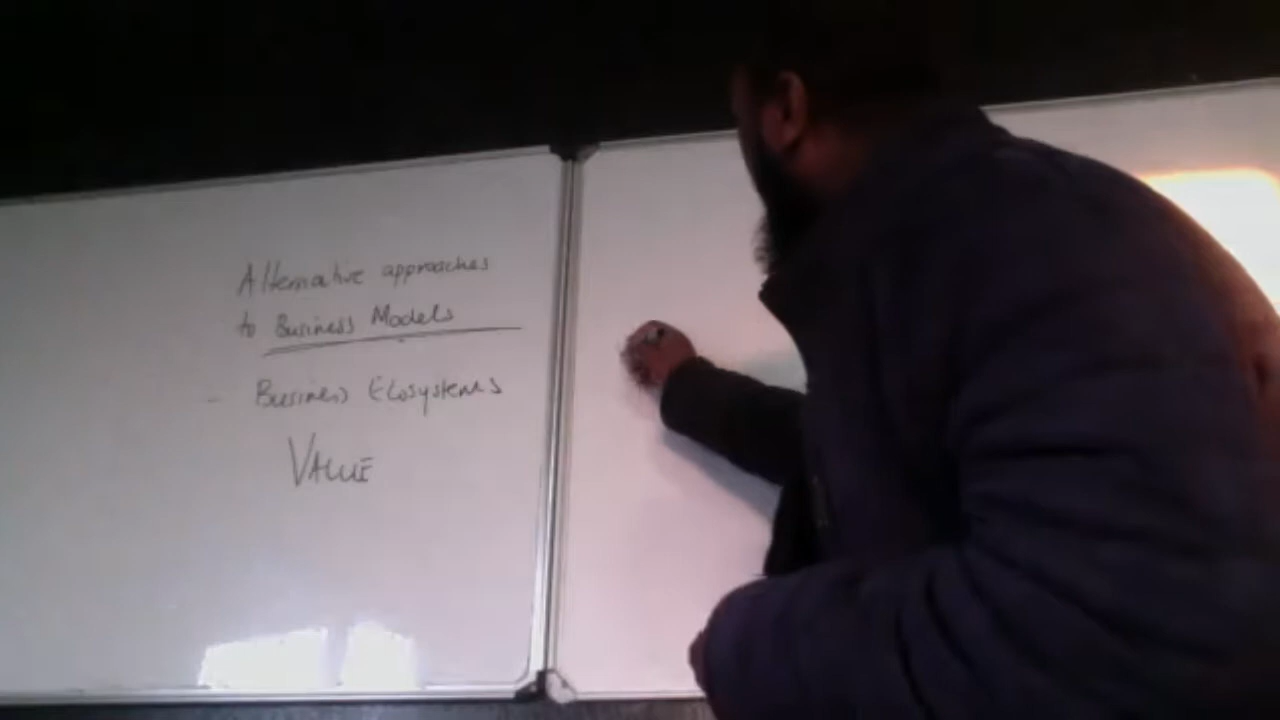 Alternative approaches
to Business Models
- Business Ecosystems
VALUE